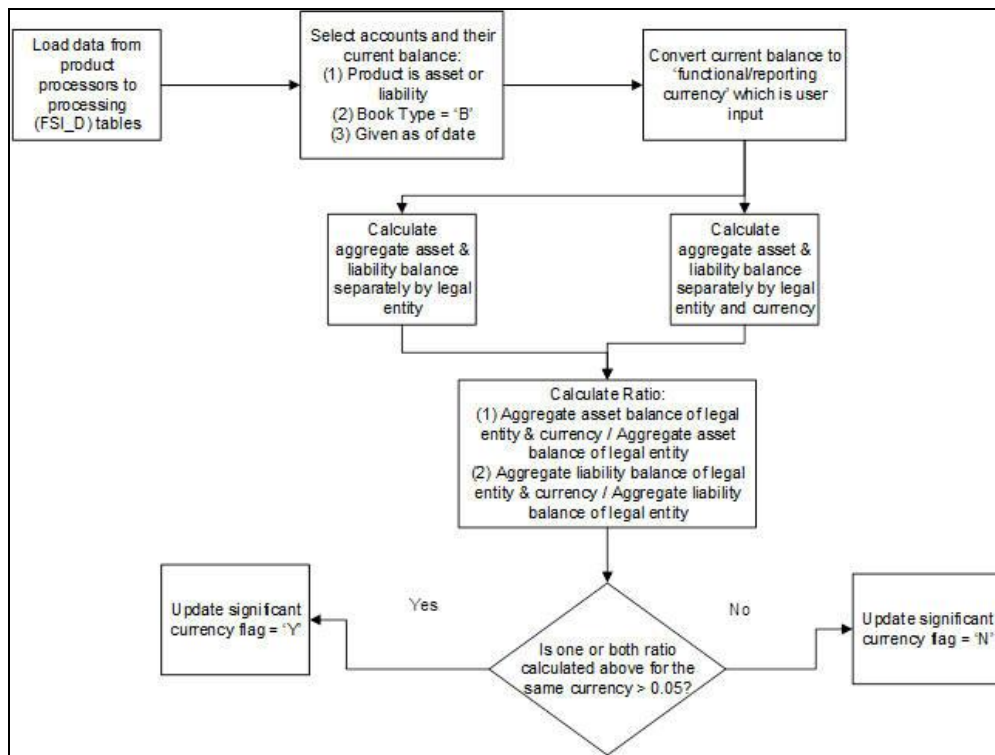 Load data from
product
processors to
processing
(FSI_D) tables
Select accounts and their
current balance:
(1) Product is asset or
liability
(2) Book Type = ‘B’
(3) Given as of date
Convert current balance to
‘functional/reporting
currency’ which is user
input
Calculate
aggregate asset &
liability balance
separately by legal
entity
Calculate
aggregate asset &
liability balance
separately by legal
entity and currency
Calculate Ratio:
(1) Aggregate asset balance of legal
entity & currency / Aggregate asset
balance of legal entity
(2) Aggregate liability balance of legal
entity & currency / Aggregate liability
balance of legal entity
Is one or both ratio
calculated above for the
same currency > 0.05?
Yes
Update significant
currency flag = ‘Y’
No
Update significant
currency flag = ‘N’